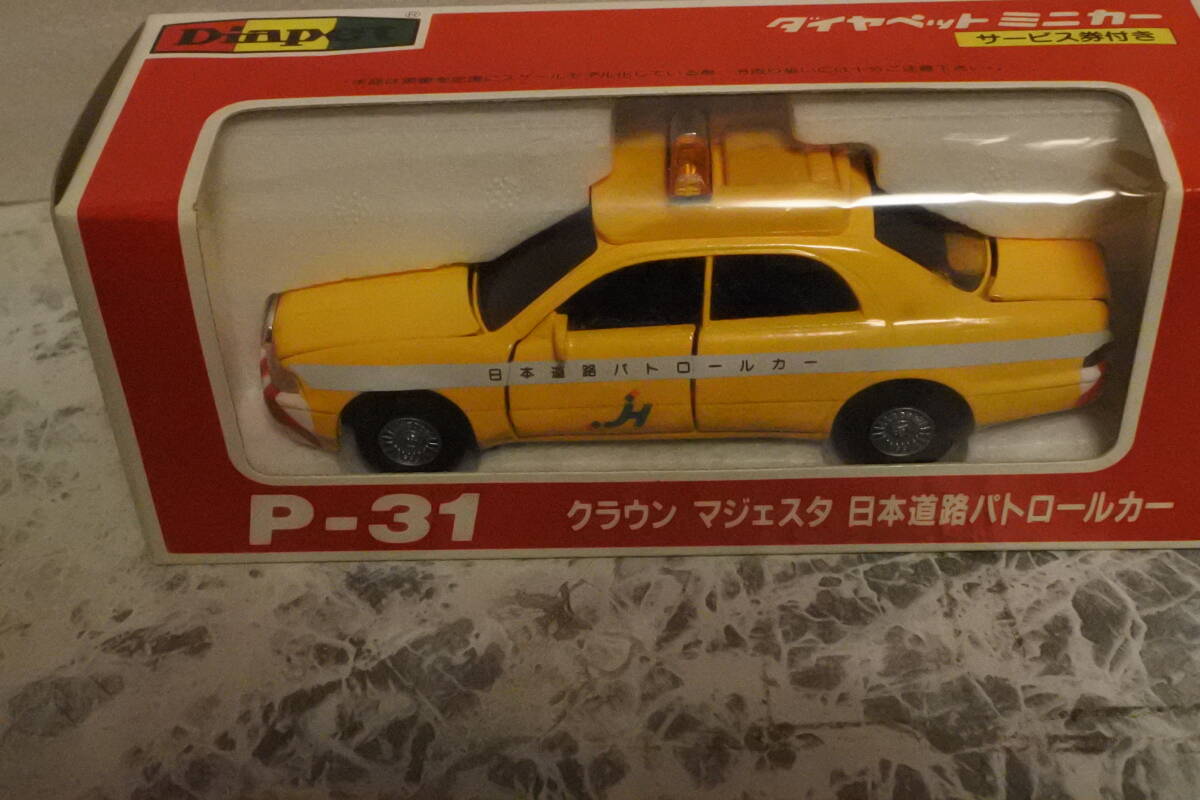 Diapet ®
ダイヤペット ミニカー
サービス券付き
日本道路パトロールカー
JH
P-31
クラウン マジェスタ 日本道路パトロールカー